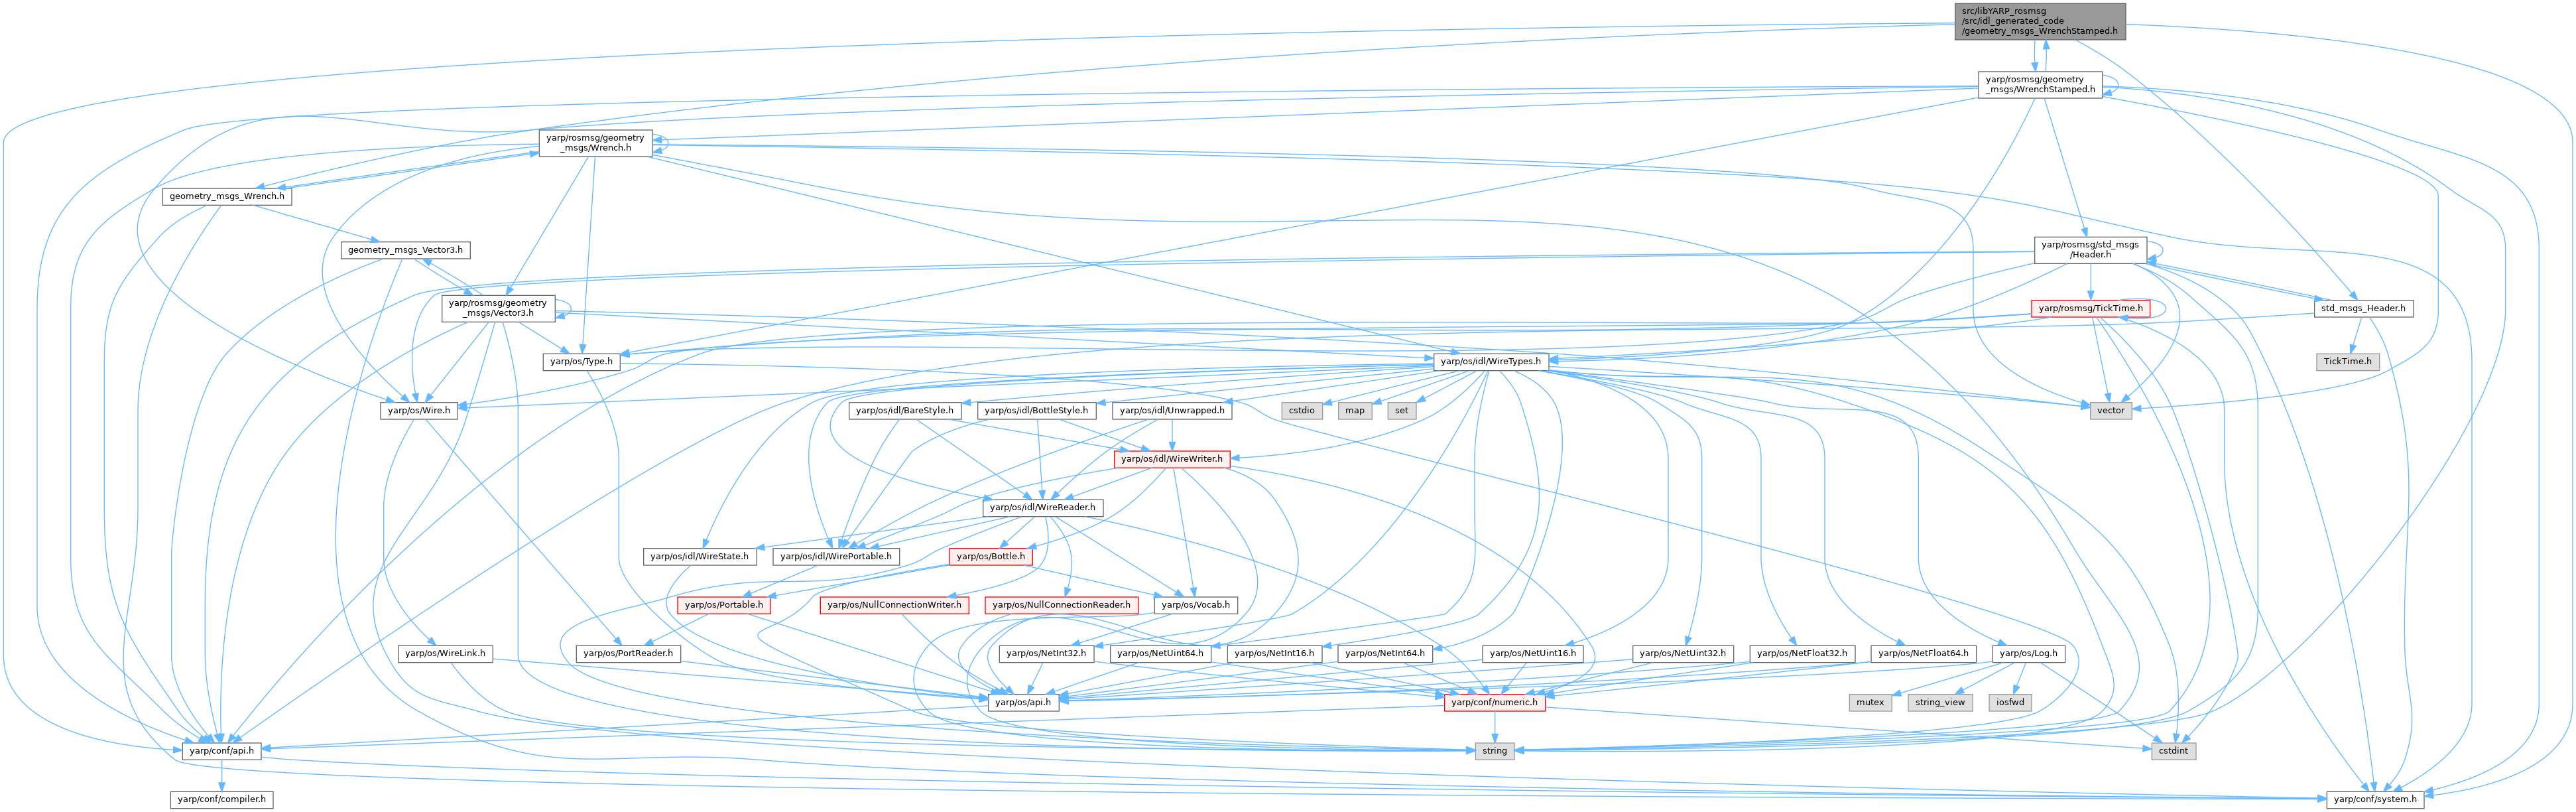 src/libYARP_rosmsg
/src/idl_generated_code
/geometry_msgs_WrenchStamped.h
yarp/rosmsg/geometry
_msgs/WrenchStamped.h
yarp/rosmsg/geometry
_msgs/Wrench.h
geometry_msgs_Wrench.h
geometry_msgs_Vector3.h
yarp/rosmsg/std_msgs
/Header.h
yarp/rosmsg/geometry
_msgs/Vector3.h
yarp/rosmsg/TickTime.h
std_msgs_Header.h
yarp/os/Type.h
yarp/os/idl/WireTypes.h
TickTime.h
yarp/os/Wire.h
yarp/os/idl/BareStyle.h
yarp/os/idl/BottleStyle.h
yarp/os/idl/Unwrapped.h
cstdio
map
set
vector
yarp/os/idl/WireWriter.h
yarp/os/idl/WireReader.h
yarp/os/idl/WireState.h
yarp/os/idl/WirePortable.h
yarp/os/Bottle.h
yarp/os/Portable.h
yarp/os/NullConnectionWriter.h
yarp/os/NullConnectionReader.h
yarp/os/Vocab.h
yarp/os/WireLink.h
yarp/os/PortReader.h
yarp/os/NetInt32.h
yarp/os/NetUint64.h
yarp/os/NetInt16.h
yarp/os/NetInt64.h
yarp/os/NetUint16.h
yarp/os/NetUint32.h
yarp/os/NetFloat32.h
yarp/os/NetFloat64.h
yarp/os/Log.h
yarp/os/api.h
yarp/conf/numeric.h
mutex
string_view
iosfwd
yarp/conf/api.h
string
cstdint
yarp/conf/compiler.h
yarp/conf/system.h